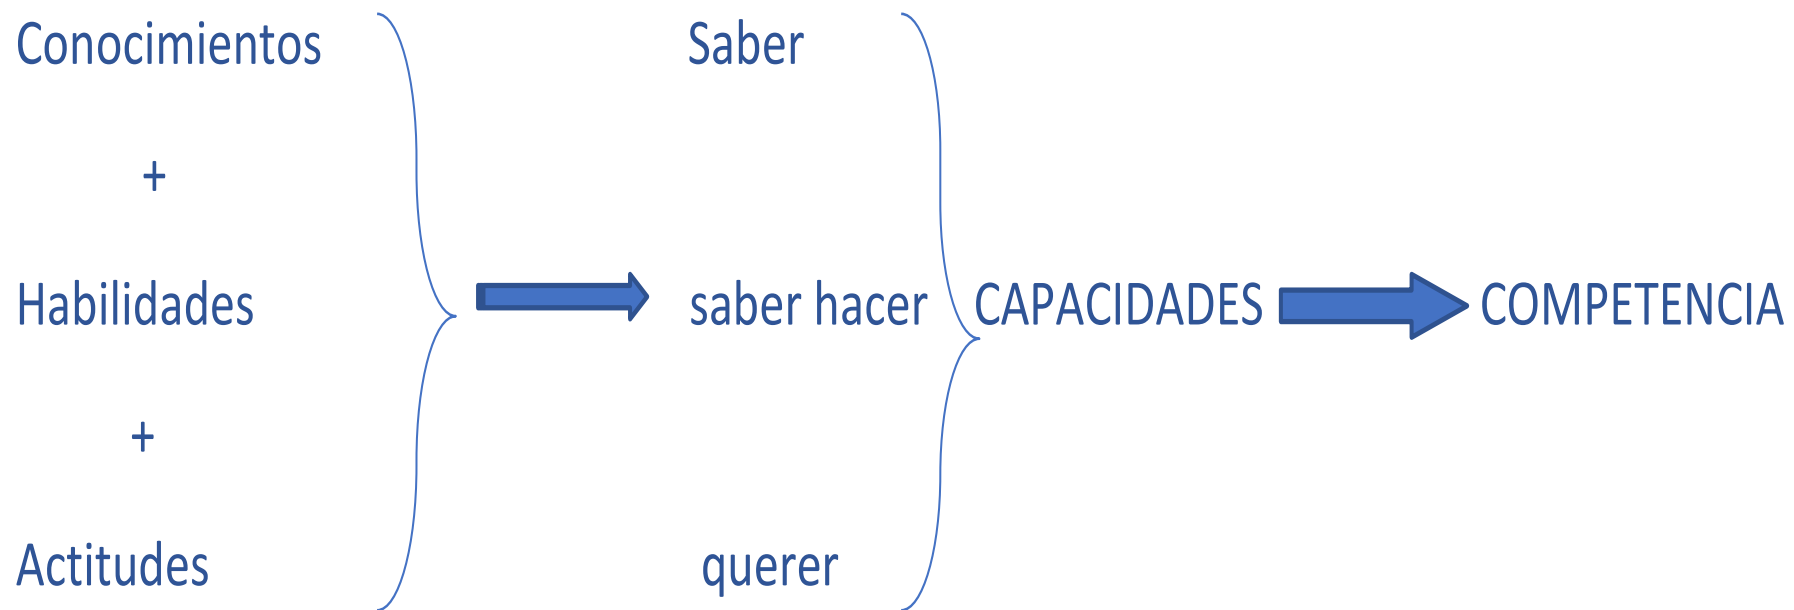 Conocimientos Saber
+
Habilidades saber hacer CAPACIDADES COMPETENCIA
+
Actitudes querer